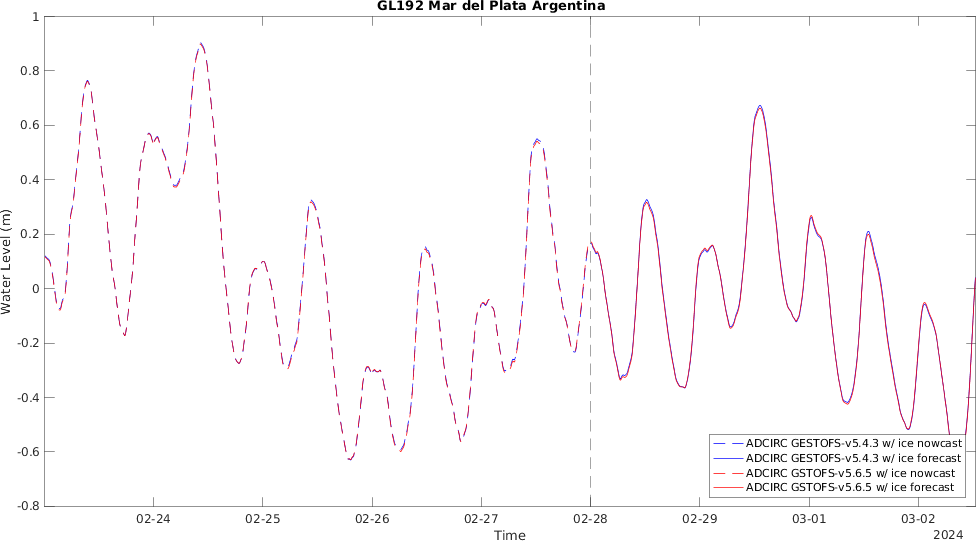 GL192 Mar del Plata Argentina
1
0.8
0.6
0.4
0.2
0
-0.2
-0.4
-0.6
-0.8
Water Level (m)
02-24 02-25 02-26 02-27 02-28 02-29 03-01 03-02
Time
2024
ADCIRC GESTOFS-v5.4.3 w/ ice nowcast
ADCIRC GESTOFS-v5.4.3 w/ ice forecast
ADCIRC GSTOFS-v5.6.5 w/ ice nowcast
ADCIRC GSTOFS-v5.6.5 w/ ice forecast